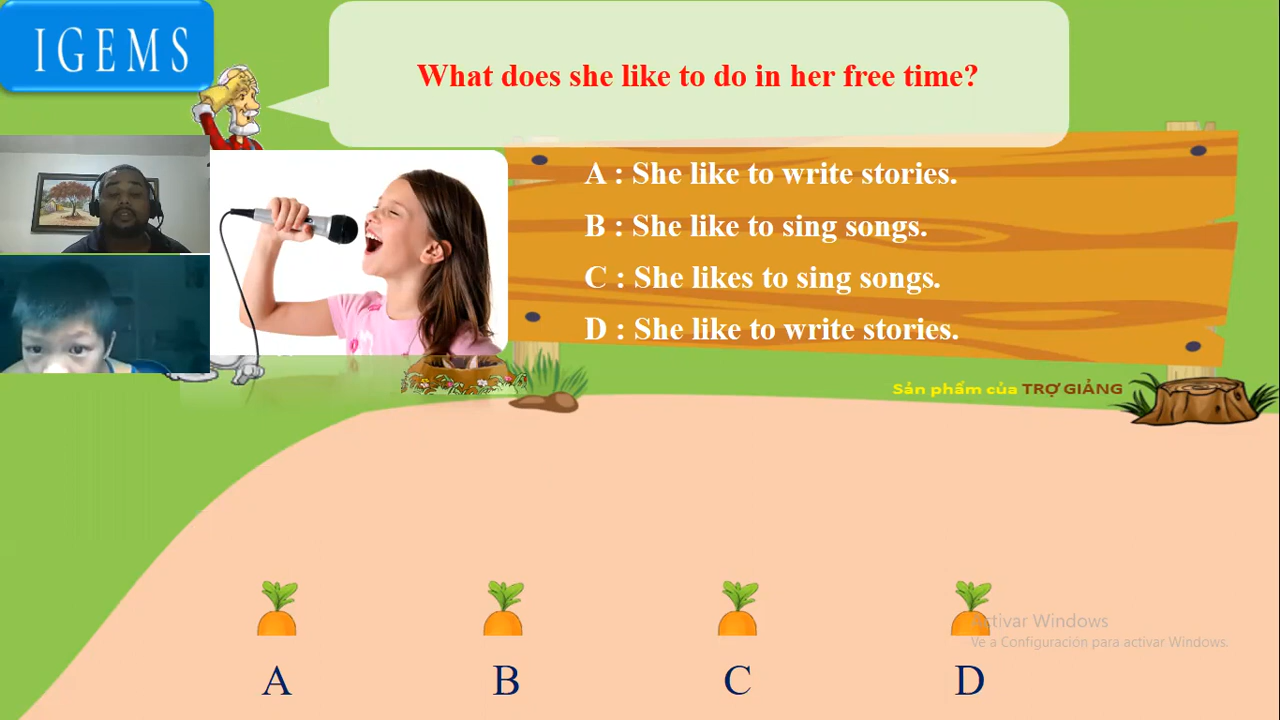 IGEMS
What does she like to do in her free time?
A : She like to write stories.
B : She like to sing songs.
C : She likes to sing songs.
D : She like to write stories.
Sản phẩm của TRỢ GIẢNG
Activar Windows
Ve a Configuración para activar Windows.
A B C D